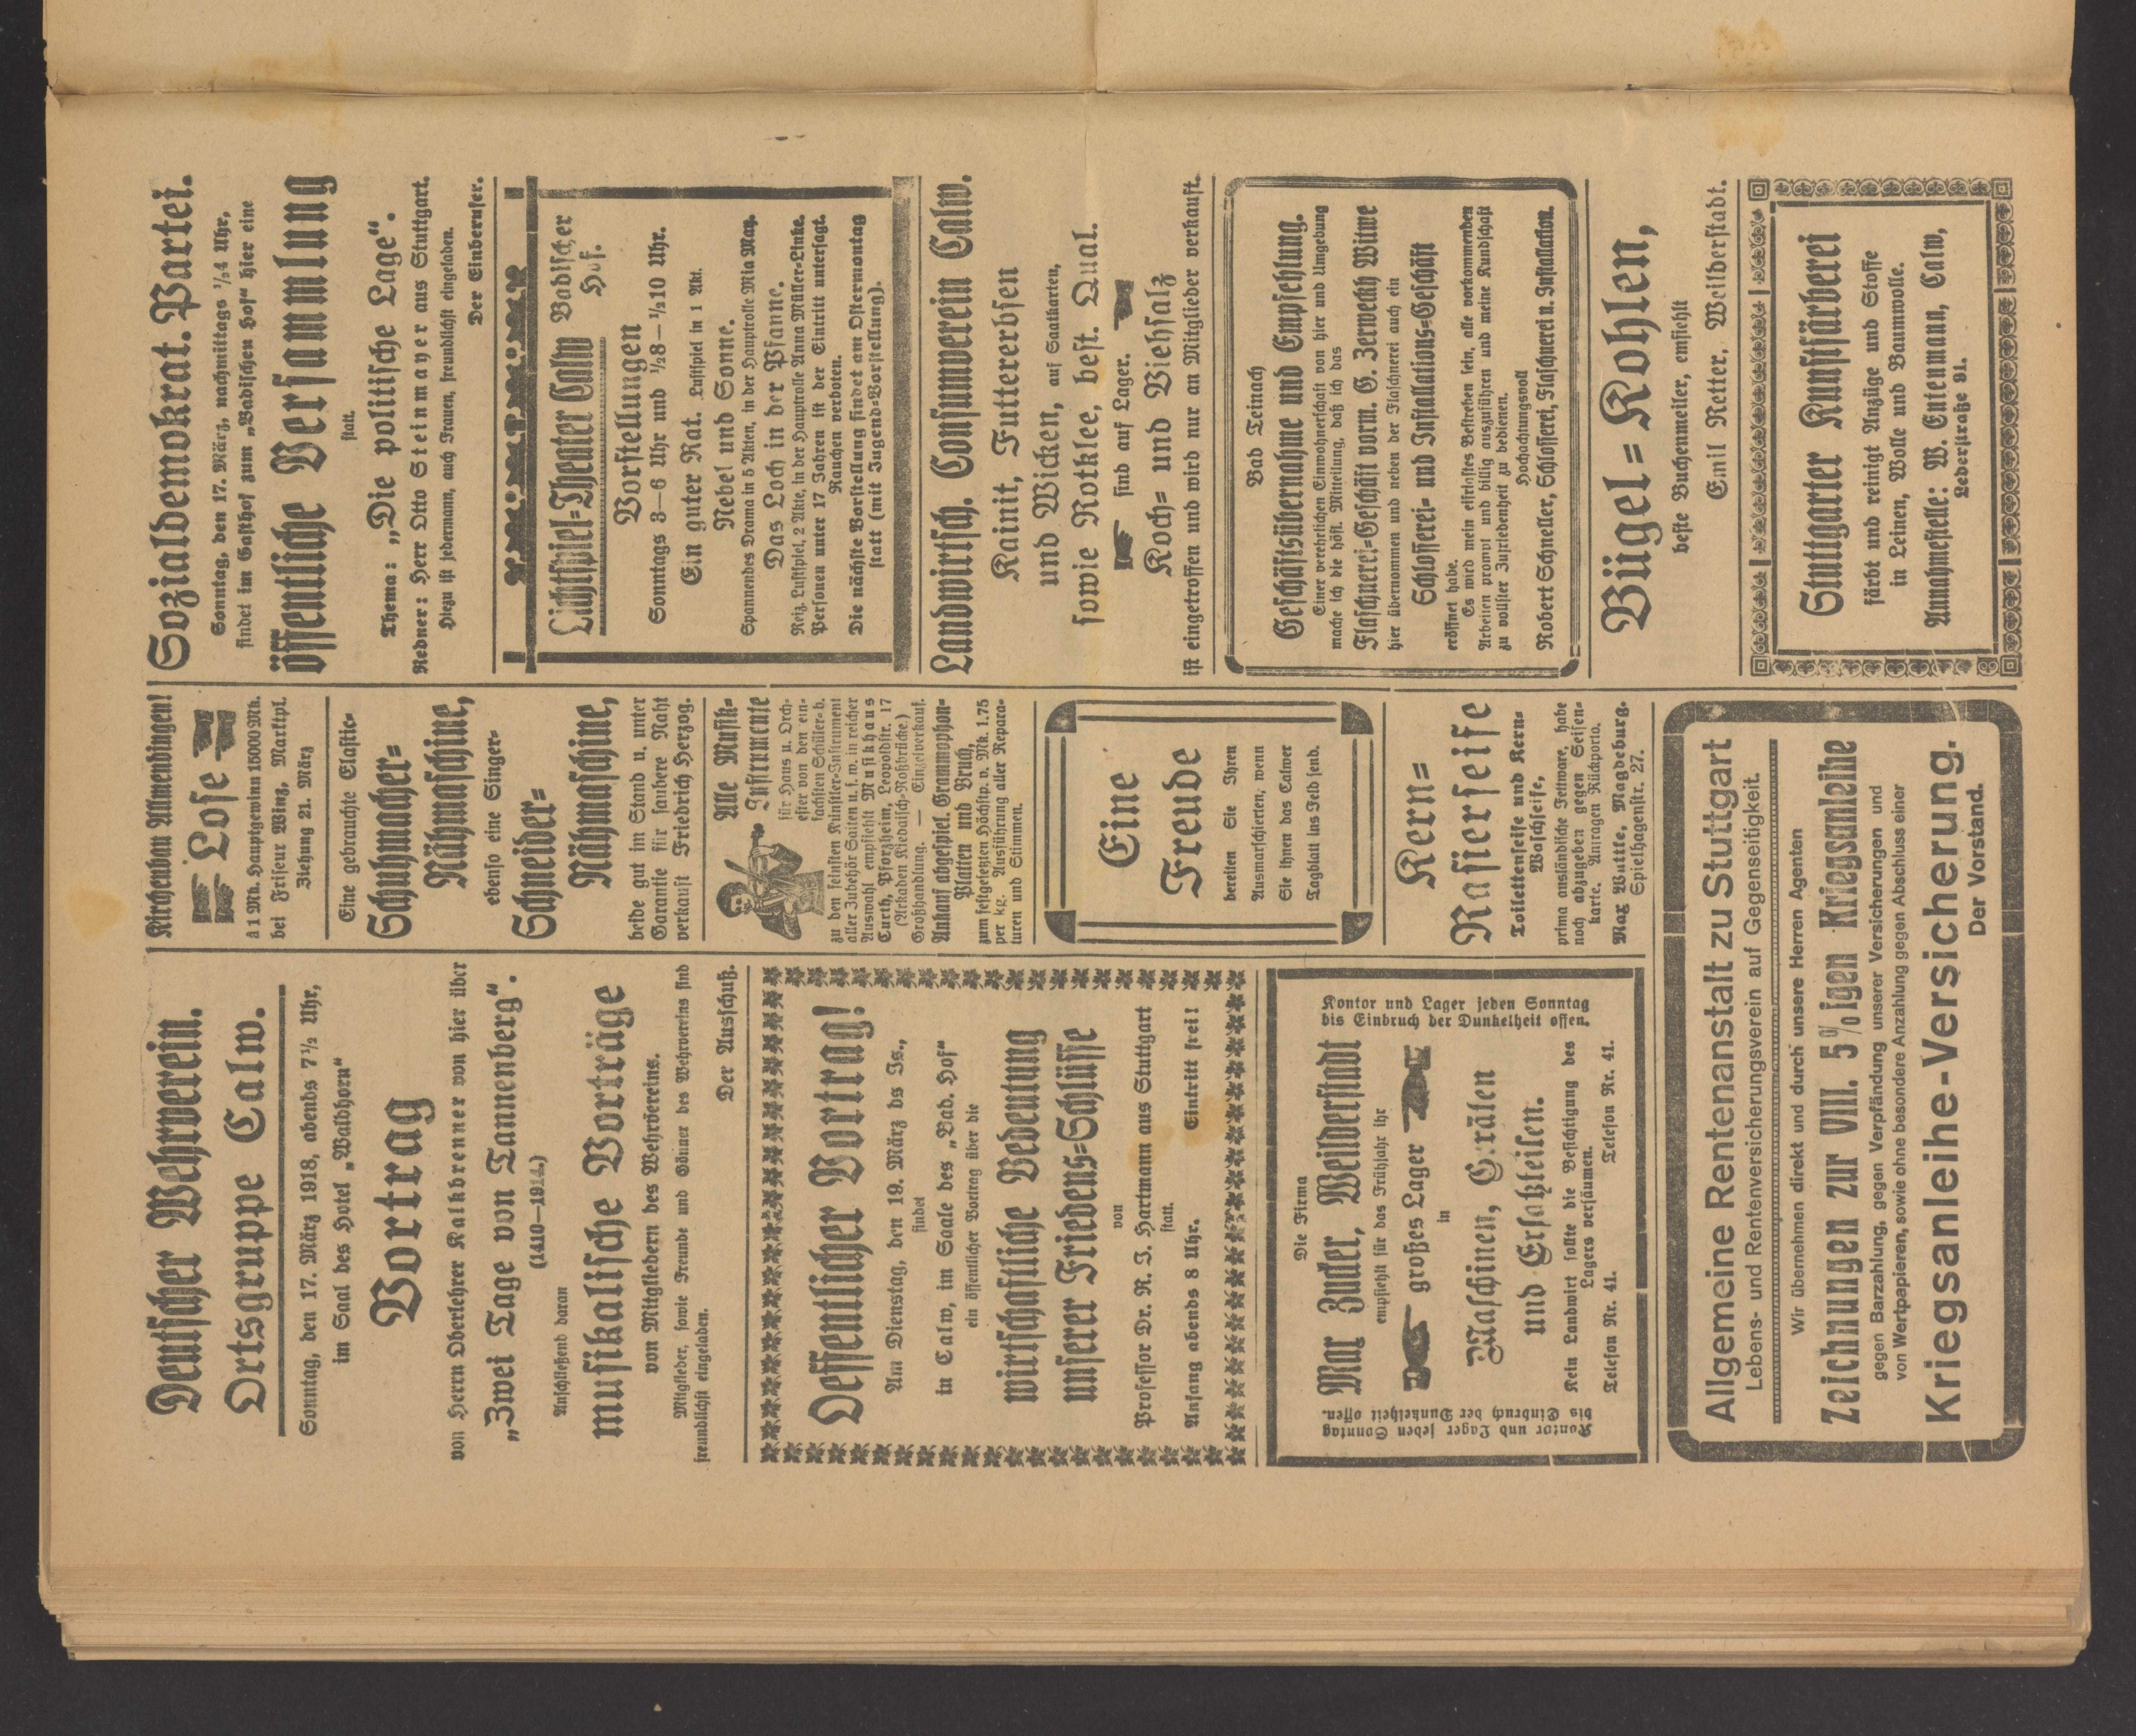 Deutscher Wehrverein.
Ortsgruppe Calw.
Sonntag, den 17. März 1918, abends 7½ Uhr,
im Saal des Hotel „Waldhorn“
Vortrag
von Herrn Oberlehrer Kalkbrenner von hier über
„Zwei Tage von Tannenberg“.
(1410—1914.)
Anschließend daran
musikalische Vorträge
von Mitgliedern des Wehrvereins.
Mitglieder, sowie Freunde und Gönner des Wehrvereins sind
freundlichst eingeladen.
Der Ausschuß.
Oeffentlicher Vortrag!
Am Dienstag, den 19. März ds Js.,
findet
in Calw, im Saale des „Bad. Hof“
ein öffentlicher Vortrag über die
wirtschaftliche Bedeutung
unserer Friedens=Schlüsse
von
Professor Dr. R. J. Hartmann aus Stuttgart
statt.
Anfang abends 8 Uhr. Eintritt frei!
Kontor und Lager jeden Sonntag
bis Einbruch der Dunkelheit offen.
Die Firma
Max Zucker, Weilderstadt
empfiehlt für das Frühjahr ihr
großes Lager
in
Maschinen, Geräten
und Ersatzteilen.
Kein Landwirt sollte die Besichtigung des
Lagers versäumen.
Telefon Nr. 41. Telefon Nr. 41.
Kontor und Lager jeden Sonntag
bis Einbruch der Dunkelheit offen.
Kirchenbau Allmendingen!
Lose
à 1 Mk. Hauptgewinn 15000 Mk.
bei Friseur Winz, Marktpl.
Ziehung 21. März
Eine gebrauchte Elastic=
Schuhmacher=
Nähmaschine,
ebenso eine Singer=
Schneider=
Nähmaschine,
beide gut im Stand u. unter
Garantie für saubere Naht
verkauft Friedrich Herzog.
Alle Musik=
Instrumente
für Haus u. Orch=
ester von den ein=
fachsten Schüler= b.
zu den feinsten Künstler=Instrument
aller Zubehör Saiten u. s. w. in reicher
Auswahl empfiehlt Musikhaus
Curth, Pforzheim, Leopoldstr. 17
(Arkaden Kiedaisch=Roßbrücke.)
Großhandlung. — Einzelverkauf.
Ankauf abgespiel. Grammophon=
Platten und Bruch,
zum festgesetzten Höchstp. v. Mk. 1.75
per kg. Ausführung aller Repara=
turen und Stimmen.
Eine
Freude
bereiten Sie Ihren
Ausmarschierten, wenn
Sie ihnen das Calwer
Tagblatt ins Feld send.
Kern=
Rasierseife
Toilettenseife und Kern=
Waschseife,
prima ausländische Fettware, habe
noch abzugeben gegen Seifen=
karte. Anfragen Rückporto.
Max Wutte, Magdeburg.
Spielhagenstr. 27.
Allgemeine Rentenanstalt zu Stuttgart
Lebens- und Rentenversicherungsverein auf Gegenseitigkeit.
Wir übernehmen direkt und durch unsere Herren Agenten
Zeichnungen zur VIII. 5%igen Kriegsanleihe
gegen Barzahlung, gegen Verpfändung unserer Versicherungen und
von Wertpapieren, sowie ohne besondere Anzahlung gegen Abschluss einer
Kriegsanleihe-Versicherung.
Der Vorstand.
Sozialdemokrat. Partei.
Sonntag, den 17. März, nachmittags ½4 Uhr,
findet im Gasthof zum „Badischen Hof“ hier eine
öffentliche Versammlung
statt.
Thema: „Die politische Lage“.
Redner: Herr Otto Steinmayer aus Stuttgart.
Hiezu ist jedermann, auch Frauen, freundlichst eingeladen.
Der Einberufer.
Lichtspiel=Theater Calw Badischer
Hof.
Vorstellungen
Sonntags 3—6 Uhr und ½8—½10 Uhr.
Ein guter Rat. Lustspiel in 1 Akt.
Nebel und Sonne.
Spannendes Drama in 5 Akten, in der Hauptrolle Mia May.
Das Loch in der Pfanne.
Reiz. Lustspiel, 2 Akte, in der Hauptrolle Anna Müller=Linke.
Personen unter 17 Jahren ist der Eintritt untersagt.
Rauchen verboten.
Die nächste Vorstellung findet am Ostermontag
statt (mit Jugend=Vorstellung).
Landwirtsch. Consumverein Calw.
Kainit, Futtererbsen
und Wicken, auf Saatkarten,
sowie Rotklee, best. Qual.
sind auf Lager.
Koch= und Viehsalz
ist eingetroffen und wird nur an Mitglieder verkauft.
Bad Teinach
Geschäftsübernahme und Empfehlung.
Einer verehrlichen Einwohnerschaft von hier und Umgebung
mache ich die höfl. Mitteilung, daß ich das
Flaschnerei=Geschäft vorm. G. Zerweckh Witwe
hier übernommen und neben der Flaschnerei auch ein
Schlosserei= und Installations=Geschäft
eröffnet habe.
Es wird mein eifrigstes Bestreben sein, alle vorkommenden
Arbeiten prompt und billig auszuführen und meine Kundschaft
zu vollster Zufriedenheit zu bedienen.
Hochachtungsvoll
Robert Schneller, Schlosserei, Flaschnerei u. Installation.
Bügel=Kohlen,
beste Buchenmeiler, empfiehlt
Emil Retter, Weilderstadt.
Stuttgarter Kunstfärberei
färbt und reinigt Anzüge und Stoffe
in Leinen, Wolle und Baumwolle.
Annahmestelle: W. Entenmann, Calw,
Lederstraße 91.